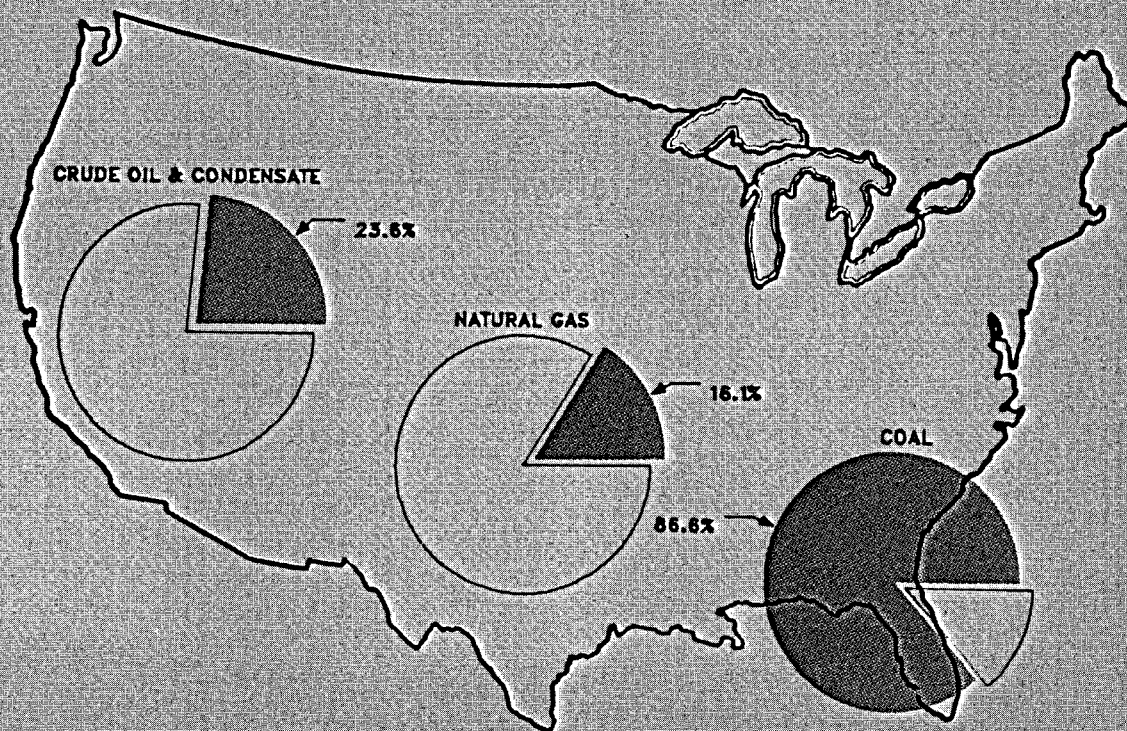 CRUDE OIL & CONDENSATE
23.6%
NATURAL GAS
16.1%
COAL
86.6%